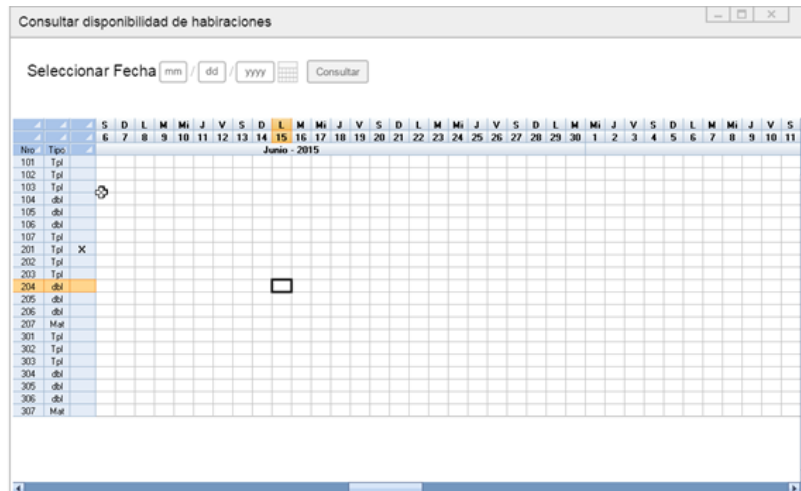 Consultar disponibilidad de habiraciones
Seleccionar Fecha mm / dd / yyyy Consultar
S D L M Mi J V S D L M Mi J V S D L M Mi J V S D L M Mi J V S D L M Mi J V S
6 7 8 9 10 11 12 13 14 15 16 17 18 19 20 21 22 23 24 25 26 27 28 29 30 1 2 3 4 5 6 7 8 9 10 11
Nro Tipo Junio - 2015
101 Tpl
102 Tpl
103 Tpl
104 dbl
105 dbl
106 dbl
107 Tpl
201 Tpl X
202 Tpl
203 Tpl
204 dbl
205 dbl
206 dbl
207 Mat
301 Tpl
302 Tpl
303 Tpl
304 dbl
305 dbl
306 dbl
307 Mat